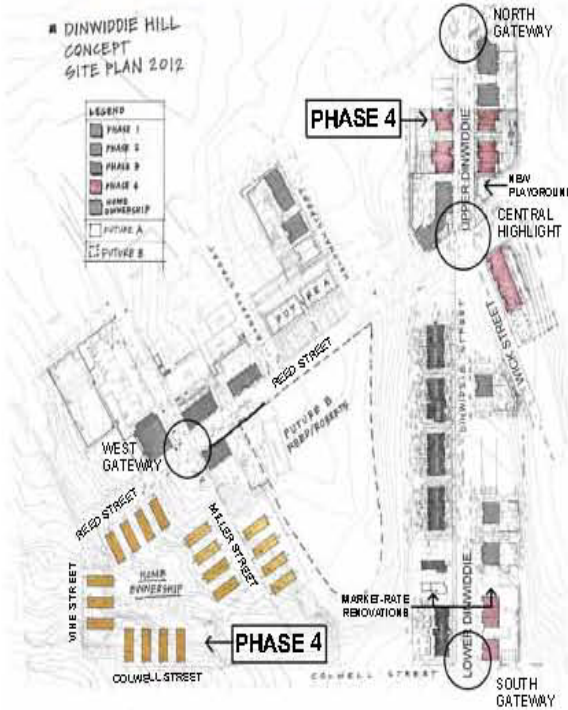 DINWIDDIE HILL
CONCEPT
SITE PLAN 2012
LEGEND
PHASE 1
PHASE 2
PHASE 3
PHASE 4
HOME
OWNERSHIP
FUTURE A
FUTURE B
NORTH
GATEWAY
PHASE 4
UPPER DINWIDDIE
NEW
PLAYGROUND
CENTRAL
HIGHLIGHT
WICK STREET
DINWIDDIE STREET
FUTURE A
REED STREET
FUTURE B
REED/ROBERTS
WEST
GATEWAY
REED STREET
MILLER STREET
HOME
OWNERSHIP
VINE STREET
PHASE 4
COLWELL STREET
MARKET-RATE
RENOVATIONS
LOWER DINWIDDIE
COLWELL STREET
SOUTH
GATEWAY